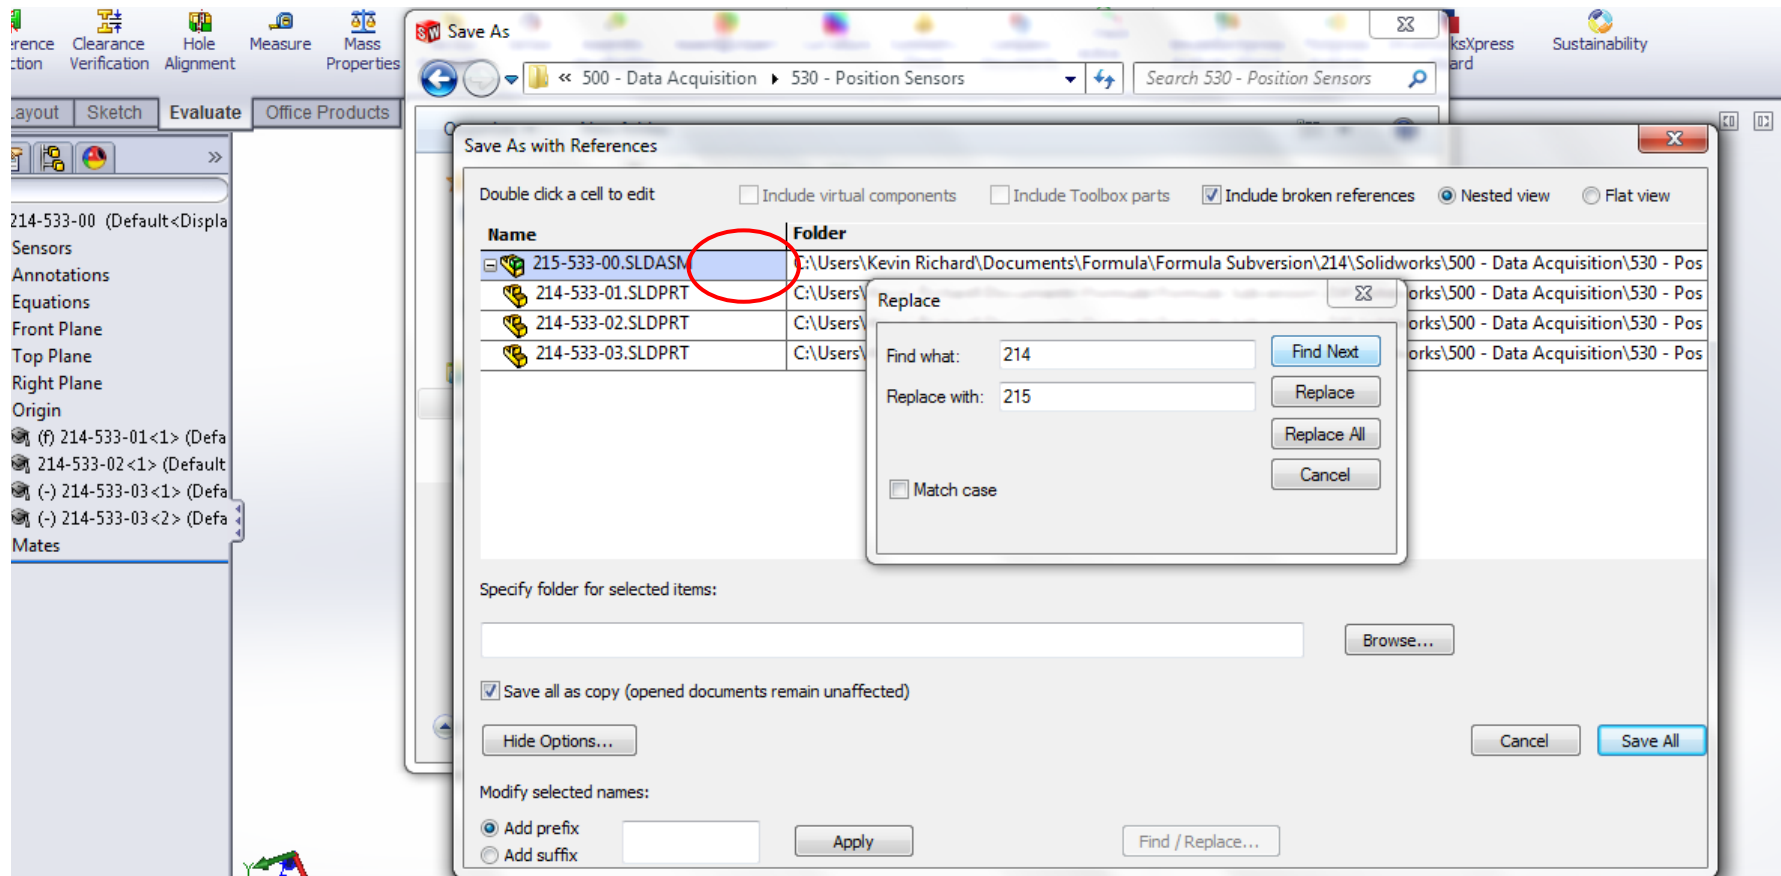 erence Clearance Hole Measure Mass
ction Verification Alignment Properties
Save As
ksXpress Sustainability
ard
« 500 - Data Acquisition ▸ 530 - Position Sensors
Search 530 - Position Sensors
ayout Sketch Evaluate Office Products
»
Save As with References
Double click a cell to edit Include virtual components Include Toolbox parts Include broken references Nested view Flat view
Name Folder
215-533-00.SLDASM C:\Users\Kevin Richard\Documents\Formula\Formula Subversion\214\Solidworks\500 - Data Acquisition\530 - Pos
214-533-01.SLDPRT C:\Users\ orks\500 - Data Acquisition\530 - Pos
214-533-02.SLDPRT C:\Users\ orks\500 - Data Acquisition\530 - Pos
214-533-03.SLDPRT C:\Users\ orks\500 - Data Acquisition\530 - Pos
Replace
Find what: 214 Find Next
Replace with: 215 Replace
Replace All
Cancel
Match case
214-533-00 (Default<Displa
Sensors
Annotations
Equations
Front Plane
Top Plane
Right Plane
Origin
(f) 214-533-01<1> (Defa
214-533-02<1> (Default
(-) 214-533-03<1> (Defa
(-) 214-533-03<2> (Defa
Mates
Specify folder for selected items:
Browse...
Save all as copy (opened documents remain unaffected)
Hide Options... Cancel Save All
Modify selected names:
Add prefix
Add suffix
Apply Find / Replace...
Y